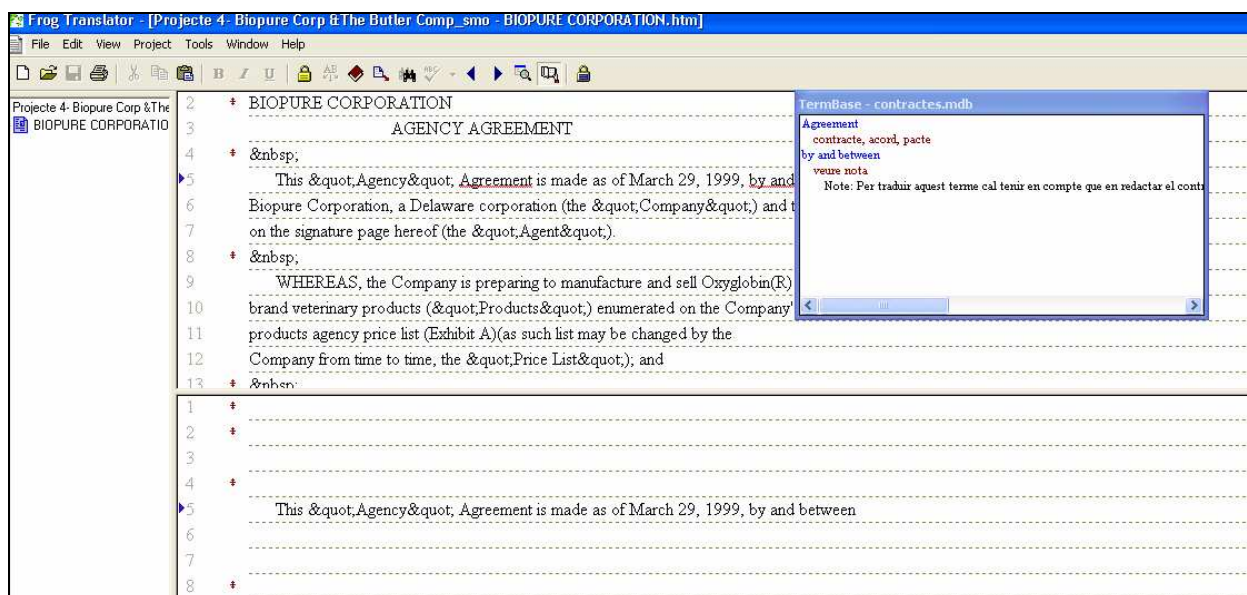 Frog Translator - [Projecte 4- Biopure Corp &The Butler Comp_smo - BIOPURE CORPORATION.htm]
File Edit View Project Tools Window Help
B I U
Projecte 4- Biopure Corp &The
BIOPURE CORPORATIO
2 BIOPURE CORPORATION
3 AGENCY AGREEMENT
4 &nbsp;
5 This &quot;Agency&quot; Agreement is made as of March 29, 1999, by and
6 Biopure Corporation, a Delaware corporation (the &quot;Company&quot;) and t
7 on the signature page hereof (the &quot;Agent&quot;).
8 &nbsp;
9 WHEREAS, the Company is preparing to manufacture and sell Oxyglobin(R)
10 brand veterinary products (&quot;Products&quot;) enumerated on the Company'
11 products agency price list (Exhibit A)(as such list may be changed by the
12 Company from time to time, the &quot;Price List&quot;); and
13 &nbsp;
TermBase - contractes.mdb
Agreement
contracte, acord, pacte
by and between
veure nota
Note: Per traduir aquest terme cal tenir en compte que en redactar el contr
1
2
3
4
5 This &quot;Agency&quot; Agreement is made as of March 29, 1999, by and between
6
7
8